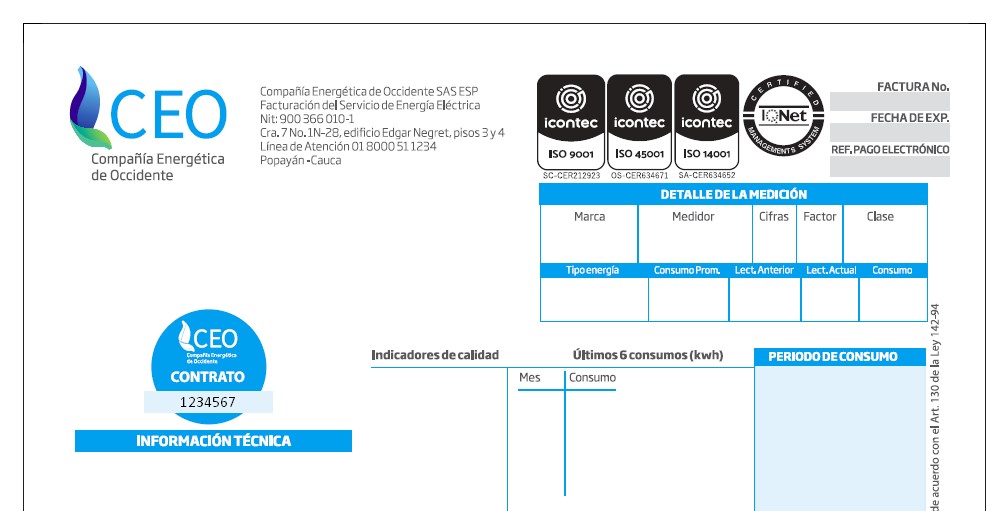 CEO
Compañía Energética
de Occidente
Compañía Energética de Occidente SAS ESP
Facturación del Servicio de Energía Eléctrica
Nit: 900 366 010-1
Cra. 7 No. 1N-28, edificio Edgar Negret, pisos 3 y 4
Línea de Atención 01 8000 51 1234
Popayán -Cauca
icontec
ISO 9001
SC-CER212923
icontec
ISO 45001
OS-CER634671
icontec
ISO 14001
SA-CER634652
CERTIFIED
IQNet
MANAGEMENTS SYSTEM
FACTURA No.
FECHA DE EXP.
REF. PAGO ELECTRÓNICO
DETALLE DE LA MEDICIÓN
Marca Medidor Cifras Factor Clase
Tipo energía Consumo Prom. Lect. Anterior Lect. Actual Consumo
CEO
Compañía Energética
de Occidente
CONTRATO
1234567
INFORMACIÓN TÉCNICA
Indicadores de calidad
Últimos 6 consumos (kwh)
Mes Consumo
PERIODO DE CONSUMO
de acuerdo con el Art. 130 de la Ley 142-94